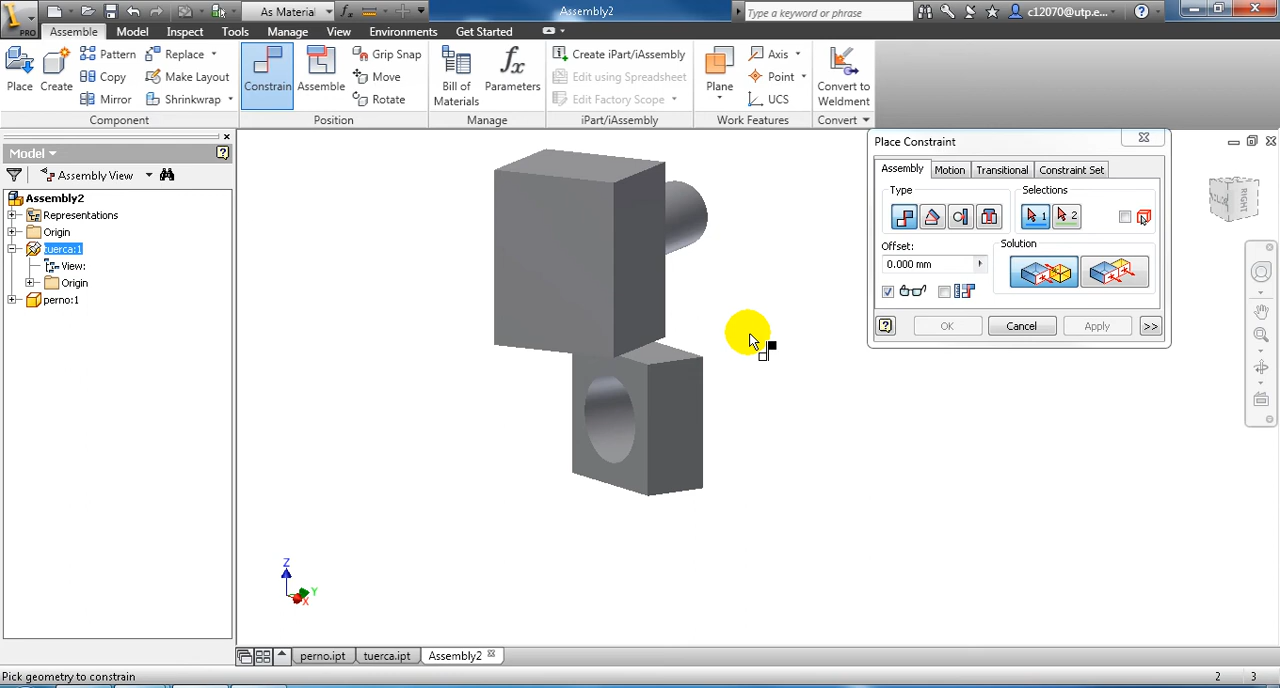 As Material
Assembly2
Type a keyword or phrase
c12070@utp.e...
PRO
Assemble
Model
Inspect
Tools
Manage
View
Environments
Get Started
Place
Create
Pattern
Copy
Mirror
Replace
Make Layout
Shrinkwrap
Component
Constrain
Assemble
Grip Snap
Move
Rotate
Position
Bill of
Materials
Parameters
Manage
Create iPart/iAssembly
Edit using Spreadsheet
Edit Factory Scope
iPart/iAssembly
Plane
Axis
Point
UCS
Work Features
Convert to
Weldment
Convert
Model
Assembly View
Assembly2
Representations
Origin
tuerca:1
View:
Origin
perno:1
Place Constraint
Assembly
Motion
Transitional
Constraint Set
Type
Selections
1
2
Offset:
0.000 mm
Solution
OK
Cancel
Apply
>>
RIGHT
Z
Y
X
perno.ipt
tuerca.ipt
Assembly2
Pick geometry to constrain
2
3